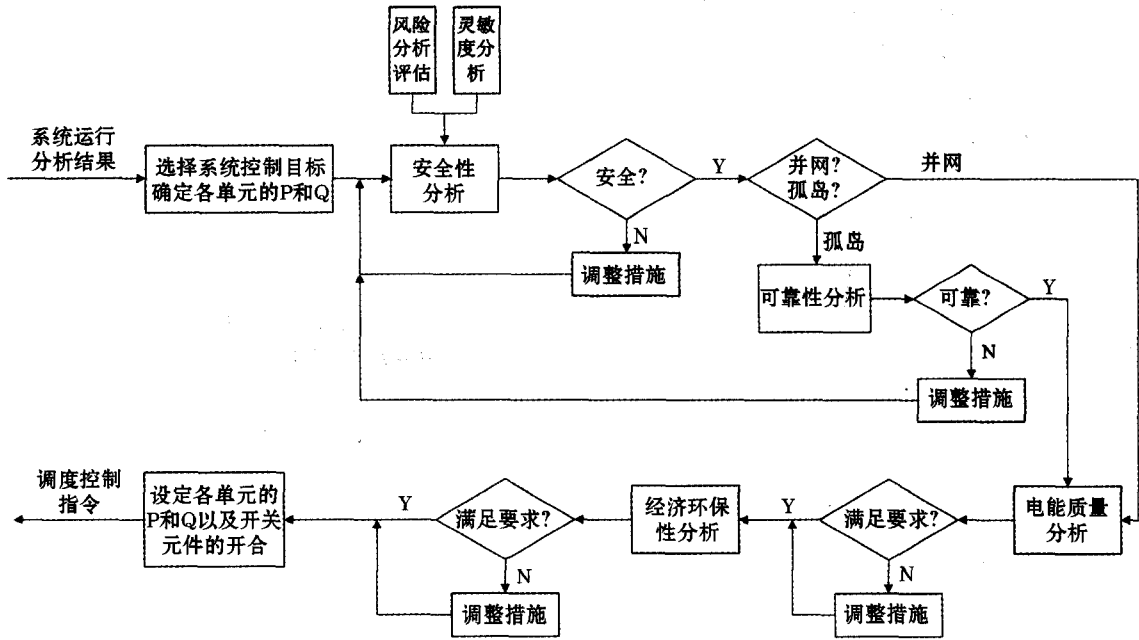 风险
分析
评估
灵敏
度分
析
系统运行
分析结果
选择系统控制目标
确定各单元的P和Q
安全性
分析
安全?
Y
并网?
孤岛?
并网
N
孤岛
调整措施
可靠性分析
可靠?
Y
N
调整措施
调度控制
指令
设定各单元的
P和Q以及开关
元件的开合
Y
满足要求?
经济环保
性分析
Y
满足要求?
电能质量
分析
N
调整措施
N
调整措施